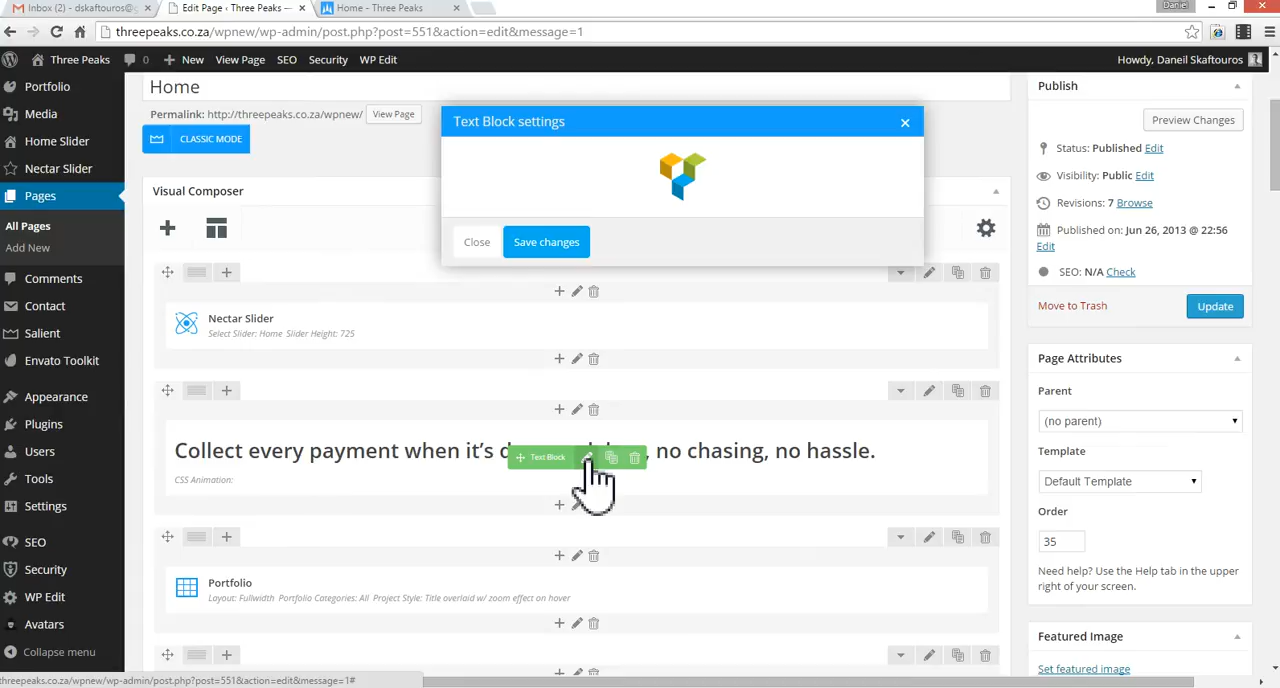 Inbox (2) - dskaftouros@
Edit Page ‹ Three Peaks —
Home - Three Peaks
Daniel
threepeaks.co.za/wpnew/wp-admin/post.php?post=551&action=edit&message=1
Three Peaks
0
New
View Page
SEO
Security
WP Edit
Howdy, Daneil Skaftouros
Portfolio
Media
Home Slider
Nectar Slider
Pages
All Pages
Add New
Comments
Contact
Salient
Envato Toolkit
Appearance
Plugins
Users
Tools
Settings
SEO
Security
WP Edit
Avatars
Collapse menu
threepeaks.co.za/wpnew/wp-admin/post.php?post=551&action=edit&message=1#
Home
Permalink: http://threepeaks.co.za/wpnew/
View Page
CLASSIC MODE
Visual Composer
Text Block settings
Close
Save changes
Nectar Slider
Select Slider: Home Slider Height: 725
Collect every payment when it's d
, no chasing, no hassle.
Text Block
CSS Animation:
Portfolio
Layout: Fullwidth Portfolio Categories: All Project Style: Title overlaid w/ zoom effect on hover
Publish
Preview Changes
Status: Published Edit
Visibility: Public Edit
Revisions: 7 Browse
Published on: Jun 26, 2013 @ 22:56
Edit
SEO: N/A Check
Move to Trash
Update
Page Attributes
Parent
(no parent)
Template
Default Template
Order
35
Need help? Use the Help tab in the upper
right of your screen.
Featured Image
Set featured image